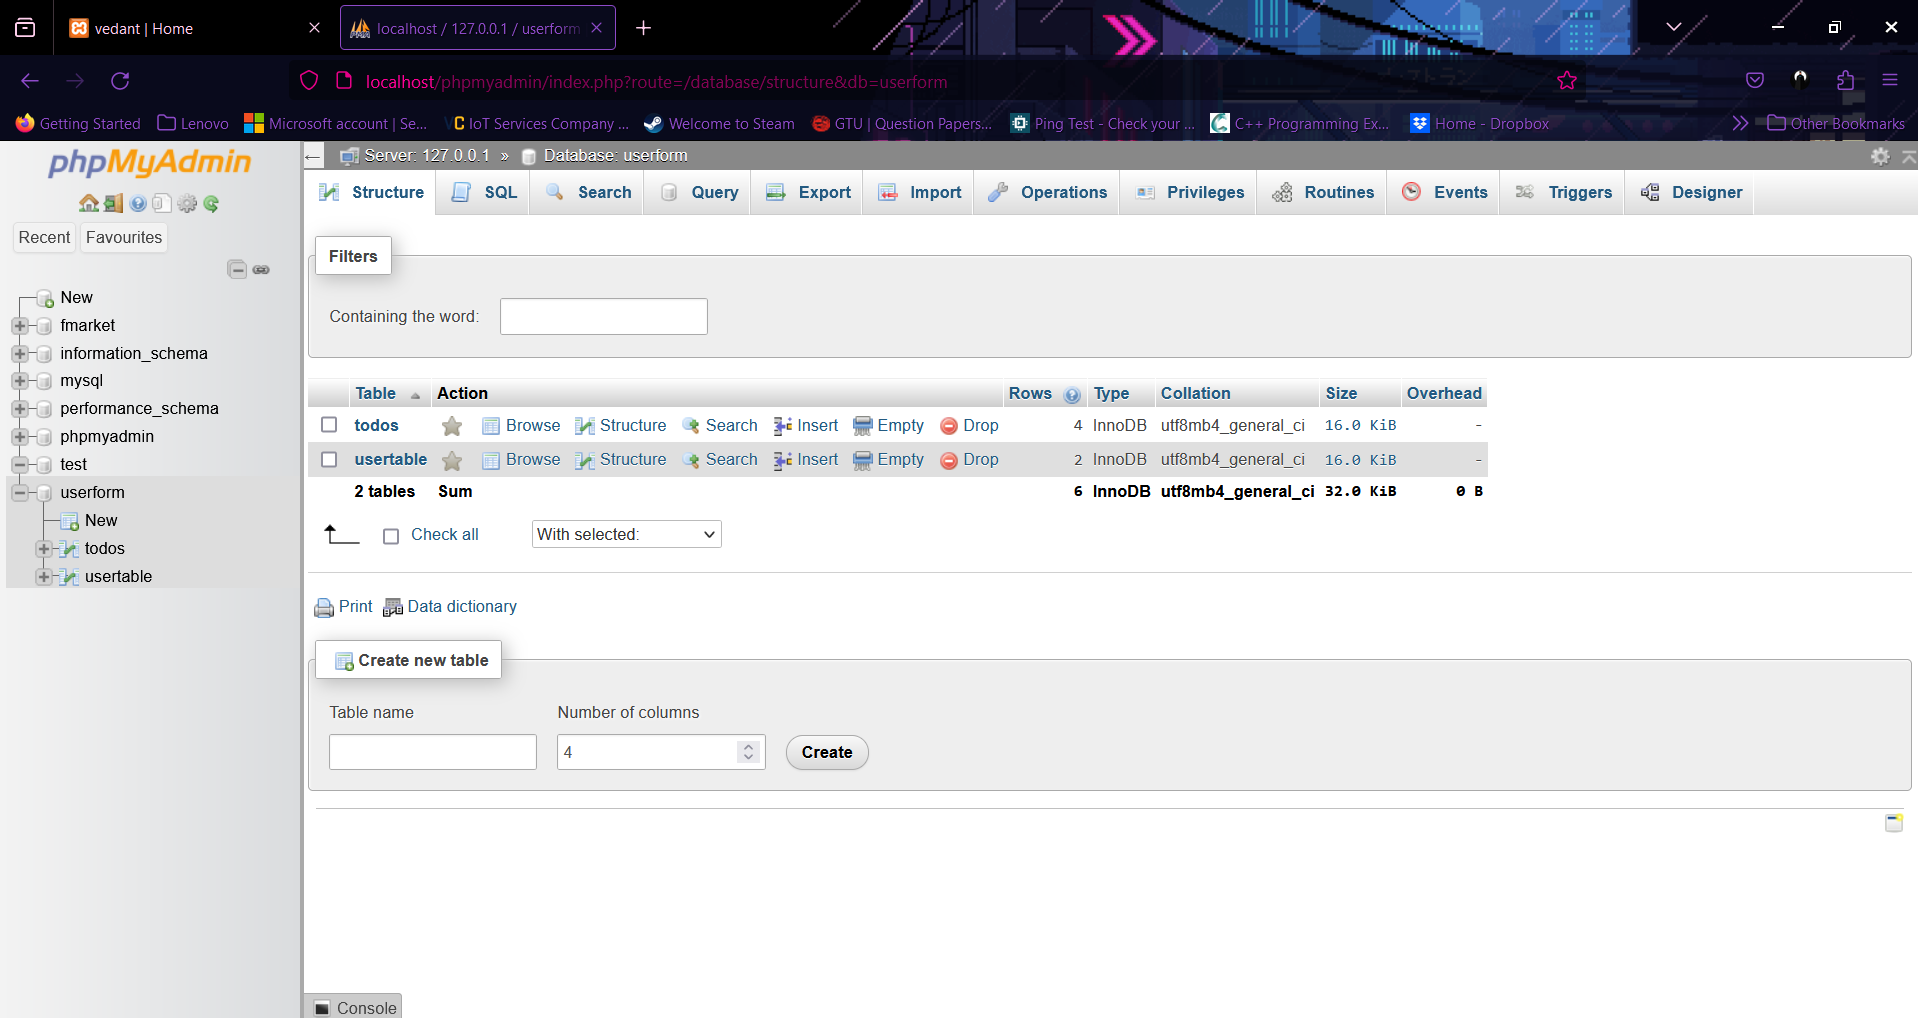 vedant | Home
localhost / 127.0.0.1 / userform
localhost/phpmyadmin/index.php?route=/database/structure&db=userform
Getting Started Lenovo Microsoft account | Se... IoT Services Company ... Welcome to Steam GTU | Question Papers... Ping Test - Check your ... C++ Programming Ex... Home - Dropbox Other Bookmarks
phpMyAdmin
Recent Favourites
New
fmarket
information_schema
mysql
performance_schema
phpmyadmin
test
userform
New
todos
usertable
Server: 127.0.0.1 » Database: userform
Structure SQL Search Query Export Import Operations Privileges Routines Events Triggers Designer
Filters
Containing the word:
Table Action Rows Type Collation Size Overhead
todos Browse Structure Search Insert Empty Drop 4 InnoDB utf8mb4_general_ci 16.0 KiB -
usertable Browse Structure Search Insert Empty Drop 2 InnoDB utf8mb4_general_ci 16.0 KiB -
2 tables Sum 6 InnoDB utf8mb4_general_ci 32.0 KiB 0 B
Check all With selected:
Print Data dictionary
Create new table
Table name Number of columns
4 Create
Console